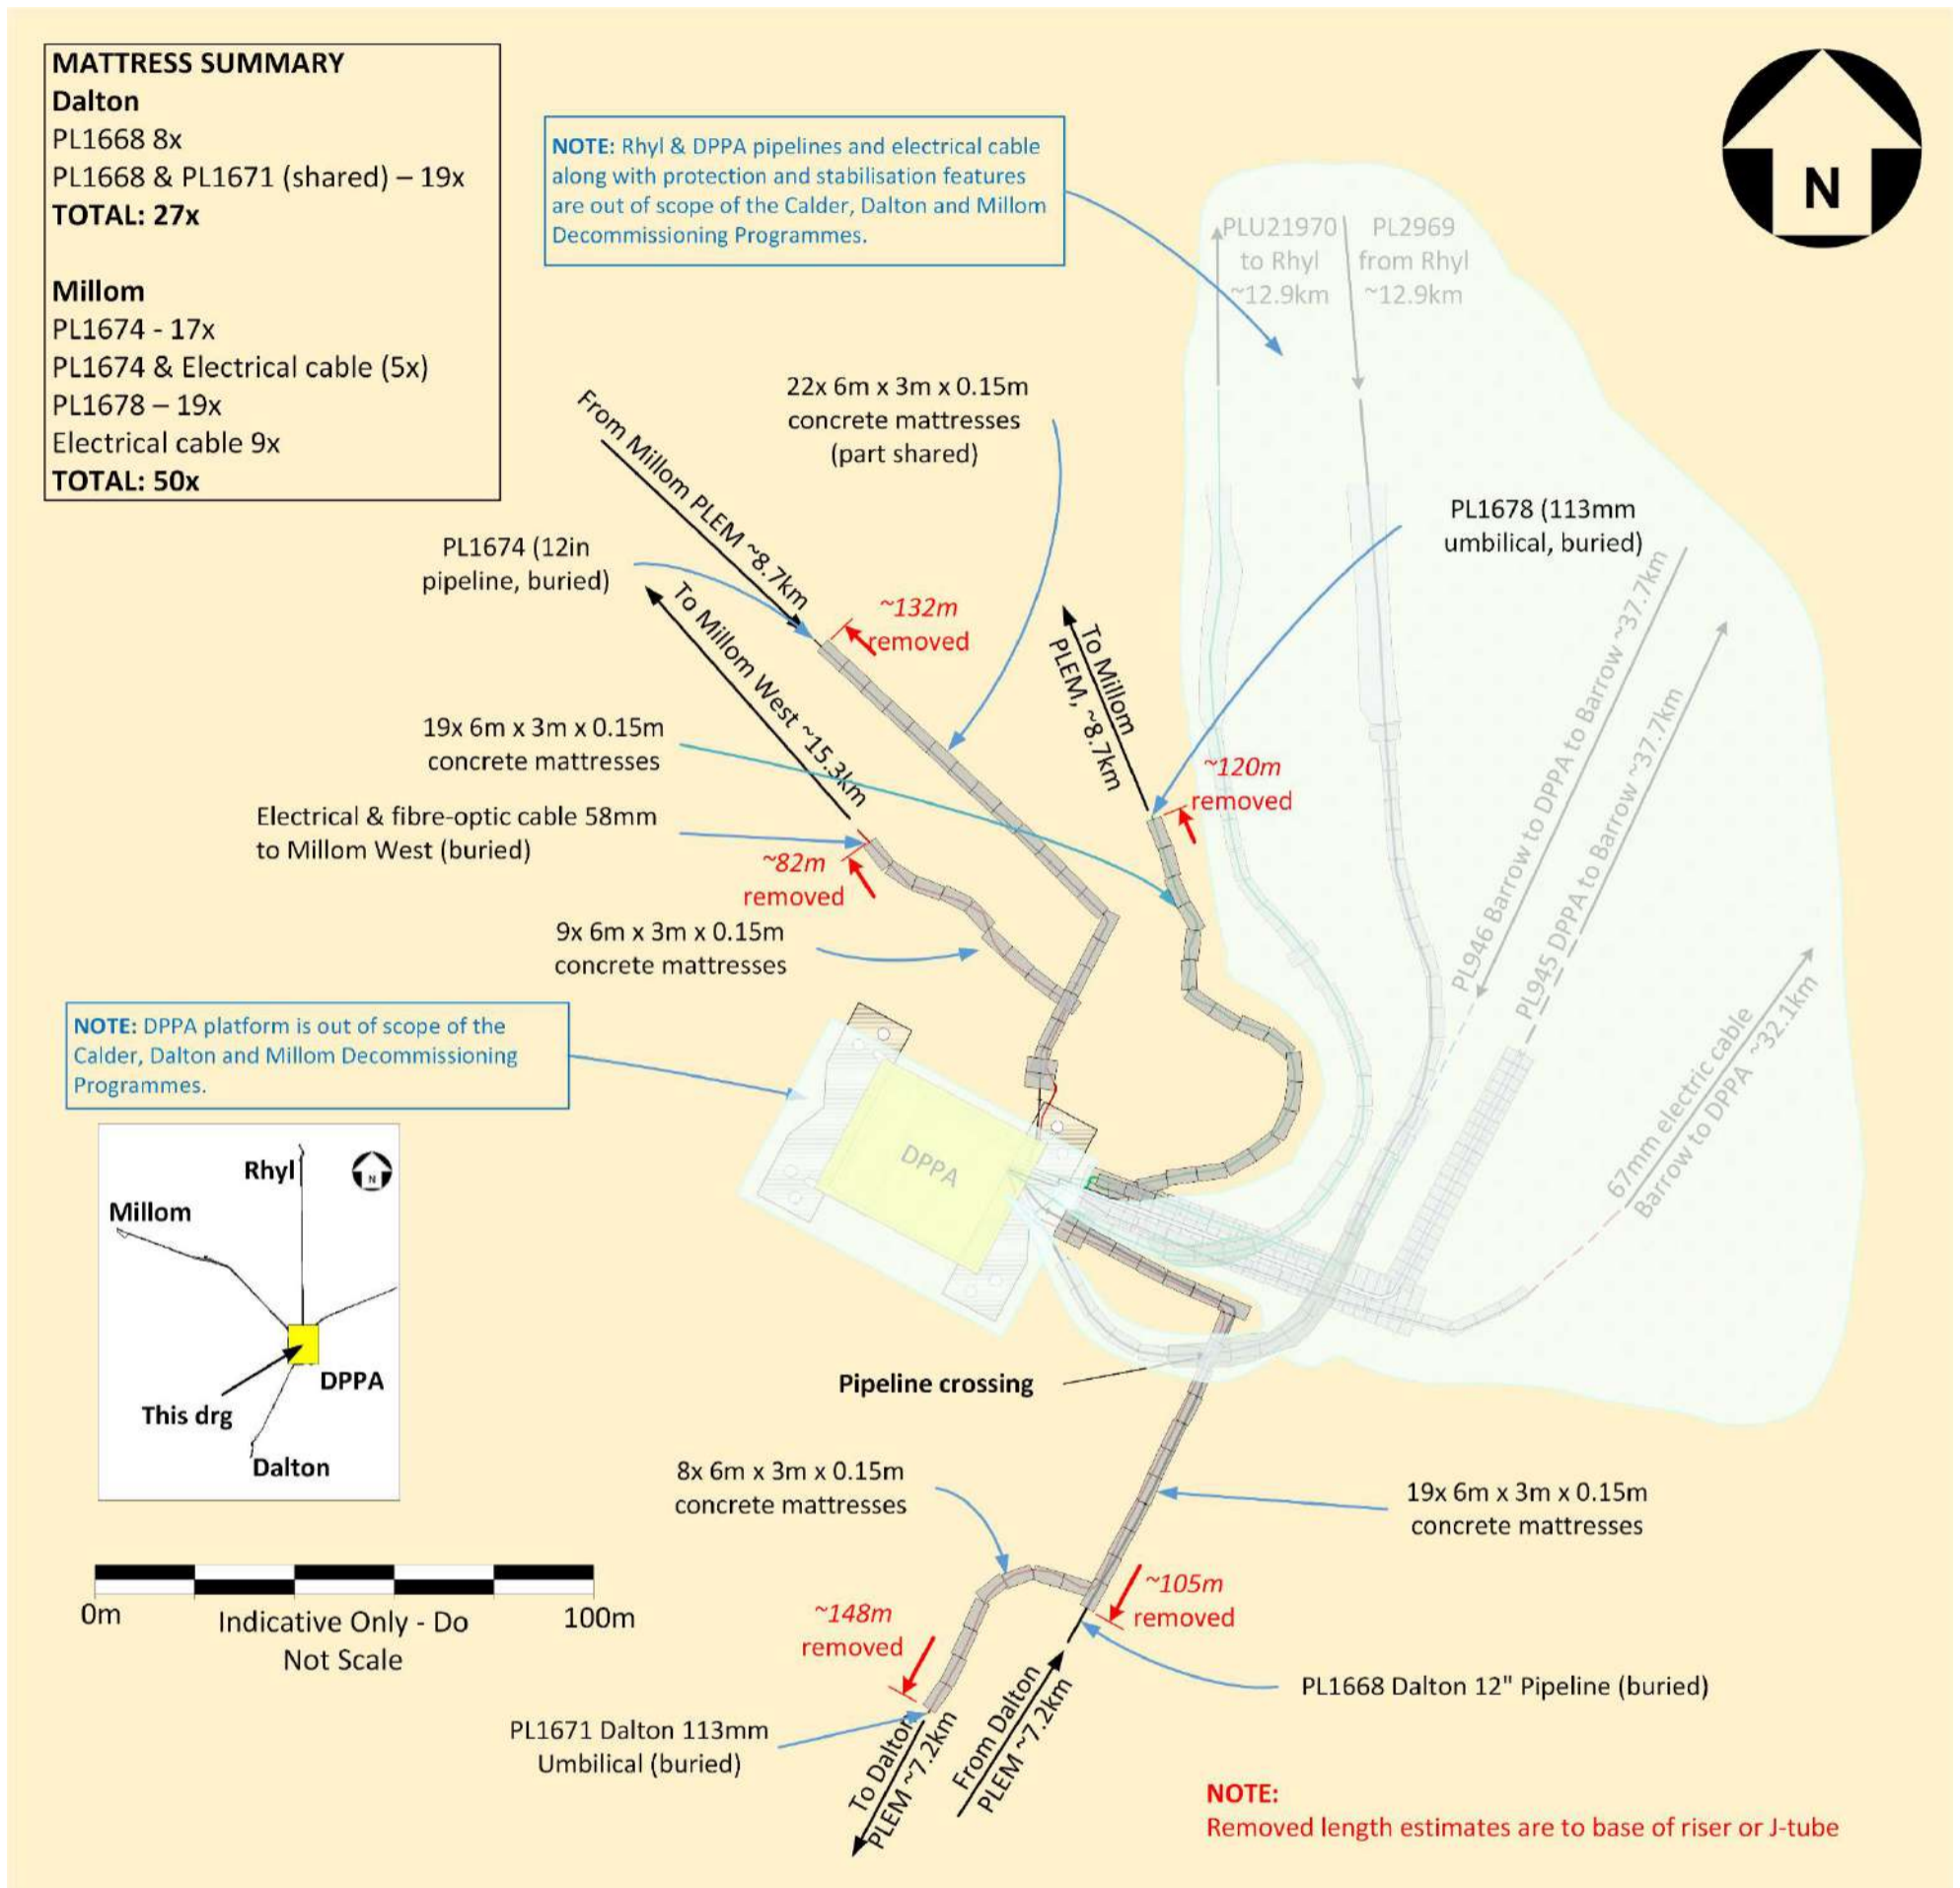 MATTRESS SUMMARY
Dalton
PL1668 8x
PL1668 & PL1671 (shared) – 19x
TOTAL: 27x
Millom
PL1674 - 17x
PL1674 & Electrical cable (5x)
PL1678 – 19x
Electrical cable 9x
TOTAL: 50x
NOTE: Rhyl & DPPA pipelines and electrical cable
along with protection and stabilisation features
are out of scope of the Calder, Dalton and Millom
Decommissioning Programmes.
N
PLU21970
to Rhyl
~12.9km
PL2969
from Rhyl
~12.9km
22x 6m x 3m x 0.15m
concrete mattresses
(part shared)
From Millom PLEM ~8.7km
PL1678 (113mm
umbilical, buried)
PL1674 (12in
pipeline, buried)
To Millom West ~15.3km
~132m
removed
To Millom
PLEM, ~8.7km
19x 6m x 3m x 0.15m
concrete mattresses
~120m
removed
PL946 Barrow to DPPA to Barrow ~37.7km
PL945 DPPA to Barrow ~37.7km
Electrical & fibre-optic cable 58mm
to Millom West (buried)
~82m
removed
9x 6m x 3m x 0.15m
concrete mattresses
NOTE: DPPA platform is out of scope of the
Calder, Dalton and Millom Decommissioning
Programmes.
67mm electric cable
Barrow to DPPA ~32.1km
DPPA
Rhyl
N
Millom
DPPA
This drg
Dalton
Pipeline crossing
8x 6m x 3m x 0.15m
concrete mattresses
19x 6m x 3m x 0.15m
concrete mattresses
0m
Indicative Only - Do
Not Scale
100m
~148m
removed
~105m
removed
PL1668 Dalton 12" Pipeline (buried)
PL1671 Dalton 113mm
Umbilical (buried)
To Dalton
PLEM ~7.2km
From Dalton
PLEM ~7.2km
NOTE:
Removed length estimates are to base of riser or J-tube